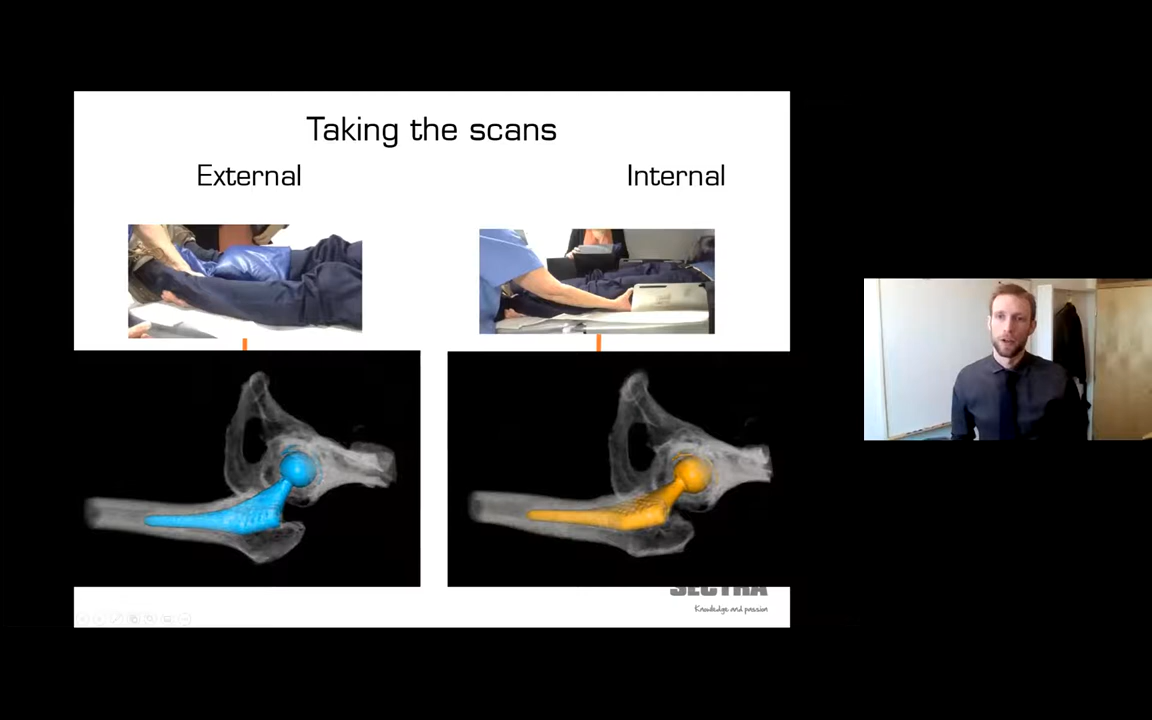 Taking the scans
External
Internal
SECTRA
Knowledge and passion